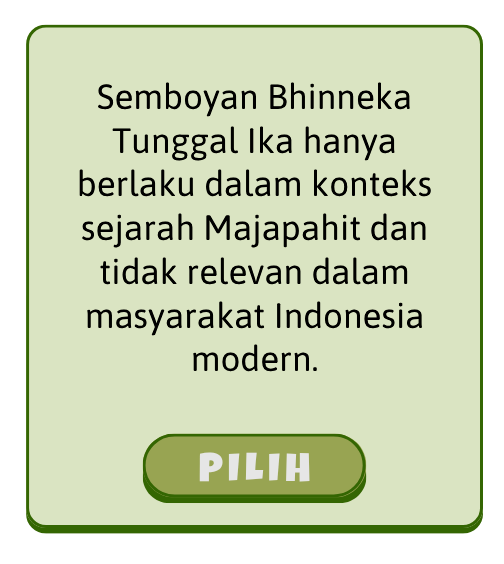 Semboyan Bhinneka
Tunggal Ika hanya
berlaku dalam konteks
sejarah Majapahit dan
tidak relevan dalam
masyarakat Indonesia
modern.
PILIH